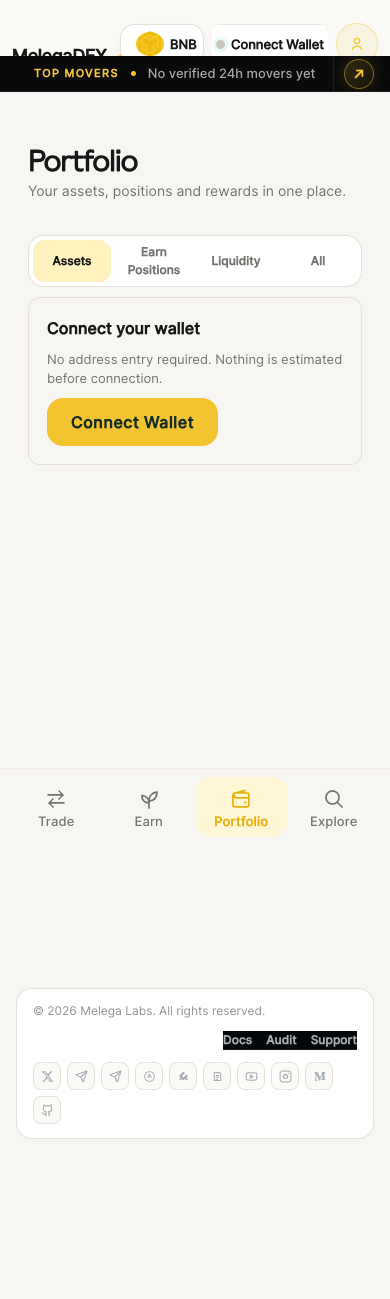 MelegaDEX
BNB
Connect Wallet
TOP MOVERS
No verified 24h movers yet
Portfolio
Your assets, positions and rewards in one place.
Assets
Earn
Positions
Liquidity
All
Connect your wallet
No address entry required. Nothing is estimated
before connection.
Connect Wallet
Trade
Earn
Portfolio
Explore
© 2026 Melega Labs. All rights reserved.
Docs Audit Support